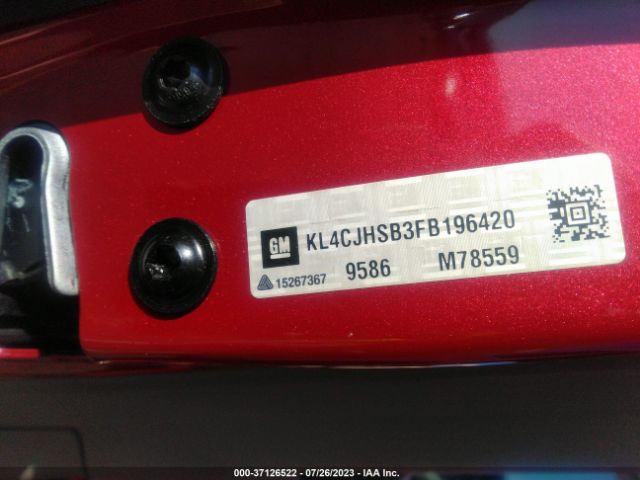 GM KL4CJHSB3FB196420
15267367 9586 M78559
000-37126522 - 07/26/2023 - IAA Inc.